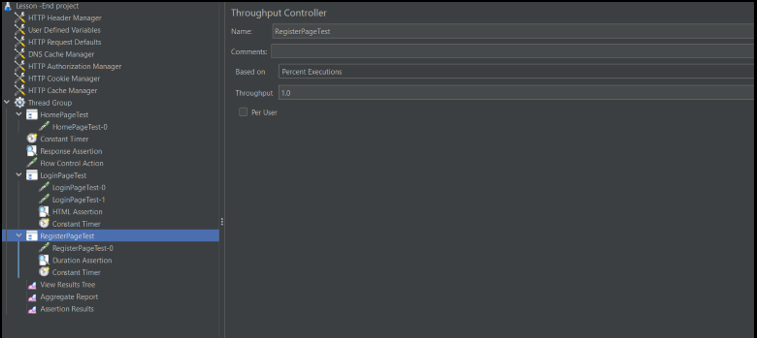 Lesson -End project
HTTP Header Manager
User Defined Variables
HTTP Request Defaults
DNS Cache Manager
HTTP Authorization Manager
HTTP Cookie Manager
HTTP Cache Manager
Thread Group
HomePageTest
HomePageTest-0
Constant Timer
Response Assertion
Flow Control Action
LoginPageTest
LoginPageTest-0
LoginPageTest-1
HTML Assertion
Constant Timer
RegisterPageTest
RegisterPageTest-0
Duration Assertion
Constant Timer
View Results Tree
Aggregate Report
Assertion Results
Throughput Controller
Name: RegisterPageTest
Comments:
Based on Percent Executions
Throughput 1.0
Per User